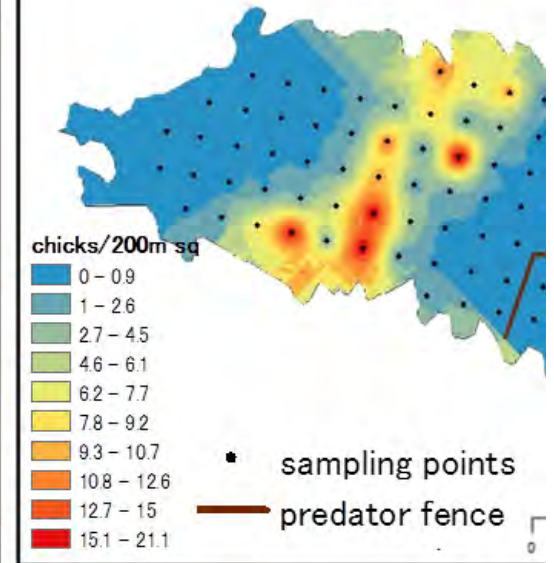 chicks/200m sq
0 – 0.9
1 – 2.6
2.7 – 4.5
4.6 – 6.1
6.2 – 7.7
7.8 – 9.2
9.3 – 10.7
10.8 – 12.6
12.7 – 15
15.1 – 21.1
sampling points
predator fence
0